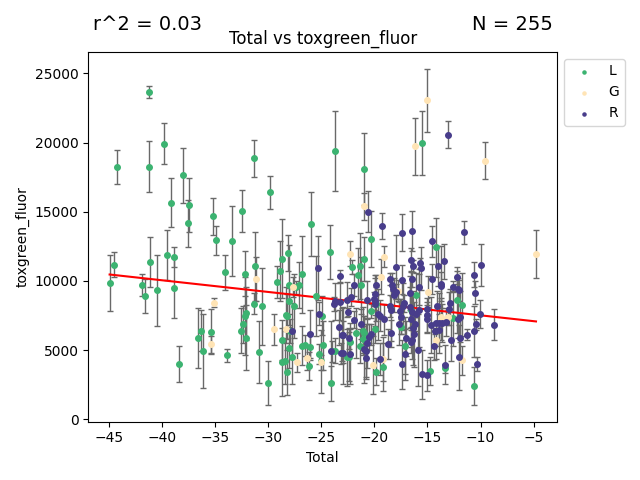 r^2 = 0.03
N = 255
Total vs toxgreen_fluor
25000
20000
15000
10000
5000
0
toxgreen_fluor
−45 −40 −35 −30 −25 −20 −15 −10 −5
Total
L
G
R